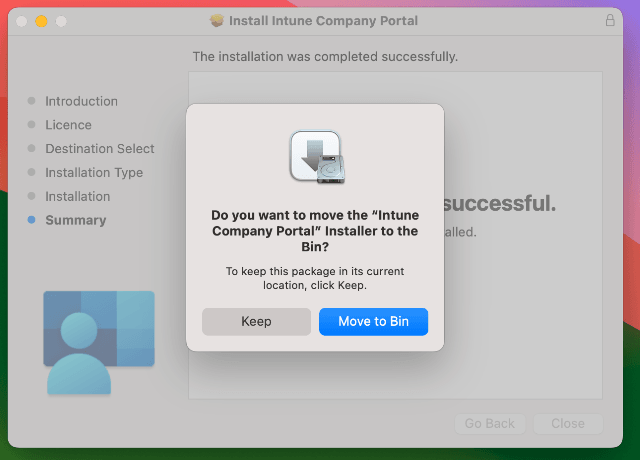 Install Intune Company Portal
The installation was completed successfully.
Introduction
Licence
Destination Select
Installation Type
Installation
Summary
successful.
alled.
Do you want to move the “Intune
Company Portal” Installer to the
Bin?
To keep this package in its current
location, click Keep.
Keep
Move to Bin
Go Back
Close